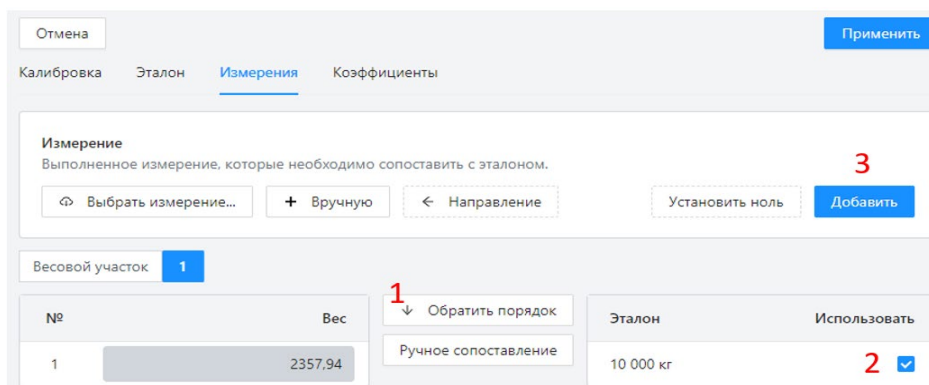 Отмена
Применить
Калибровка Эталон Измерения Коэффициенты
Измерение
Выполненное измерение, которые необходимо сопоставить с эталоном.
3
Выбрать измерение... + Вручную ← Направление Установить ноль Добавить
Весовой участок 1
1
№ Вес ↓ Обратить порядок Эталон Использовать
Ручное сопоставление
1 2357,94 10 000 кг 2